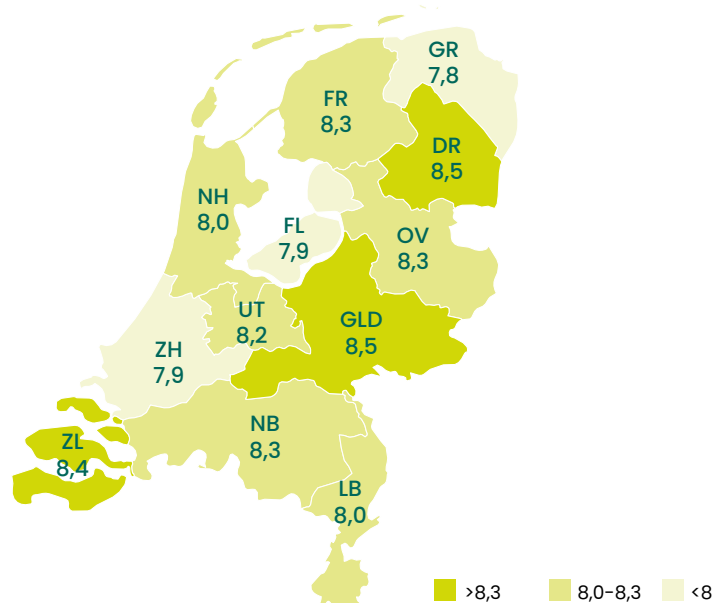 GR
7,8
FR
8,3
DR
8,5
NH
8,0
FL
7,9
OV
8,3
UT
8,2
GLD
8,5
ZH
7,9
NB
8,3
ZL
8,4
LB
8,0
>8,3
8,0-8,3
<8